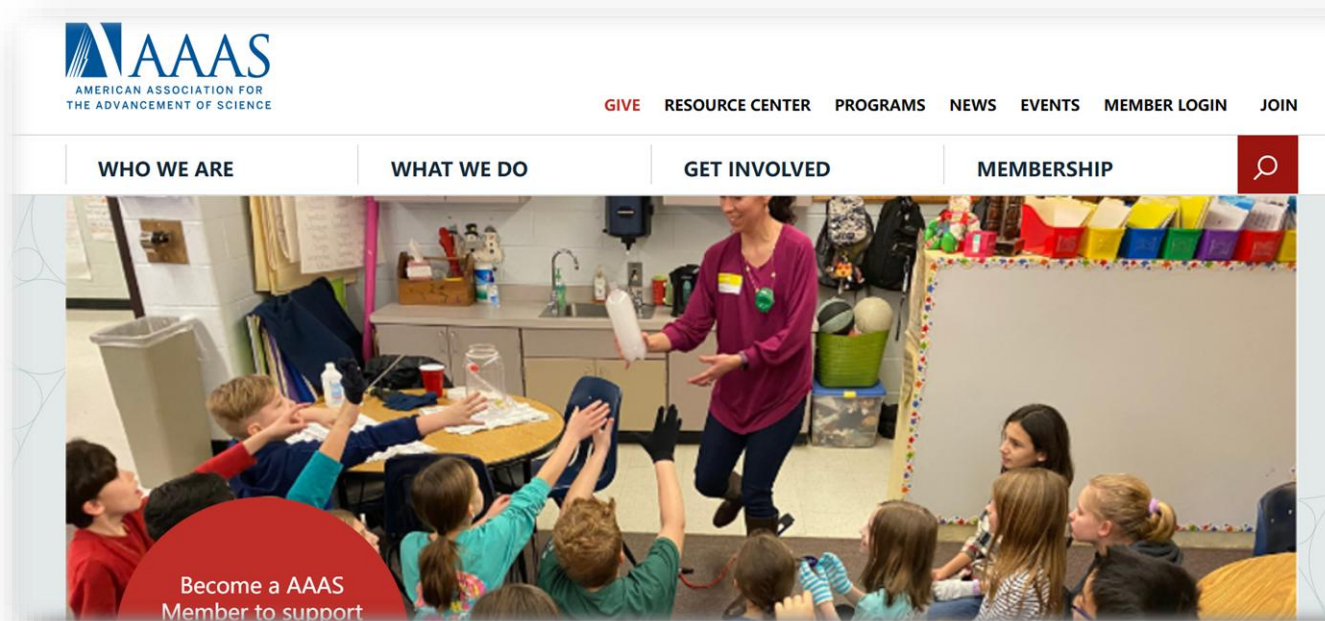 AAAS
AMERICAN ASSOCIATION FOR
THE ADVANCEMENT OF SCIENCE
GIVE RESOURCE CENTER PROGRAMS NEWS EVENTS MEMBER LOGIN JOIN
WHO WE ARE WHAT WE DO GET INVOLVED MEMBERSHIP
Become a AAAS
Member to support